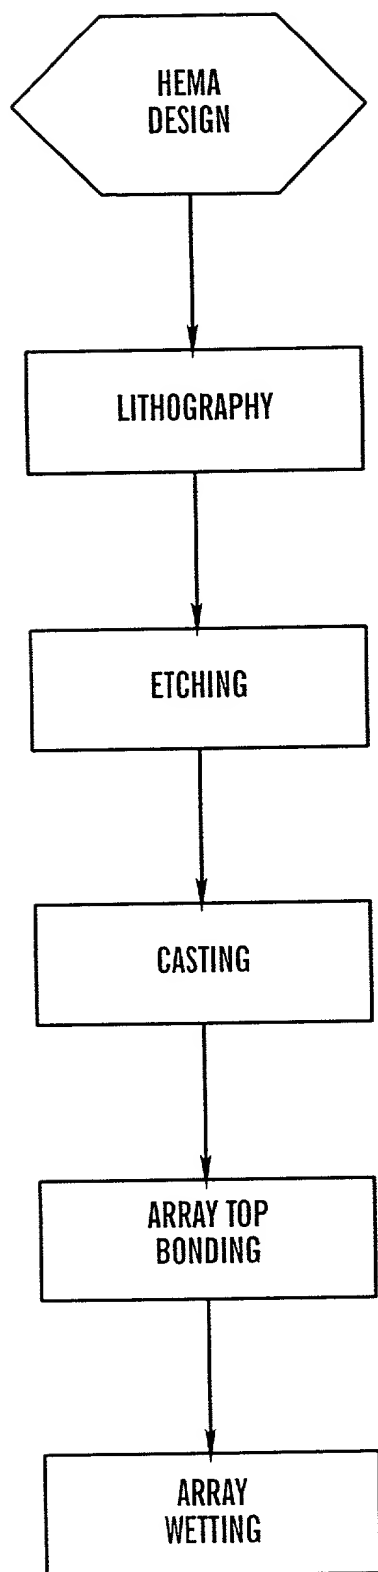 HEMA
DESIGN
LITHOGRAPHY
ETCHING
CASTING
ARRAY TOP
BONDING
ARRAY
WETTING